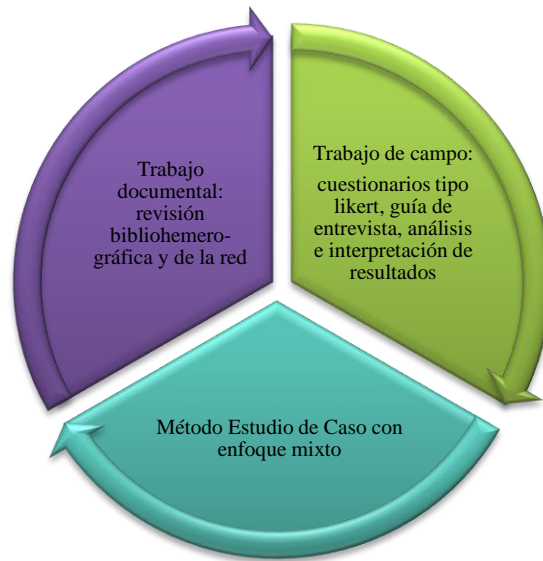 Trabajo
documental:
revisión
bibliohemero-
gráfica y de la red
Trabajo de campo:
cuestionarios tipo
likert, guía de
entrevista, análisis
e interpretación de
resultados
Método Estudio de Caso con
enfoque mixto